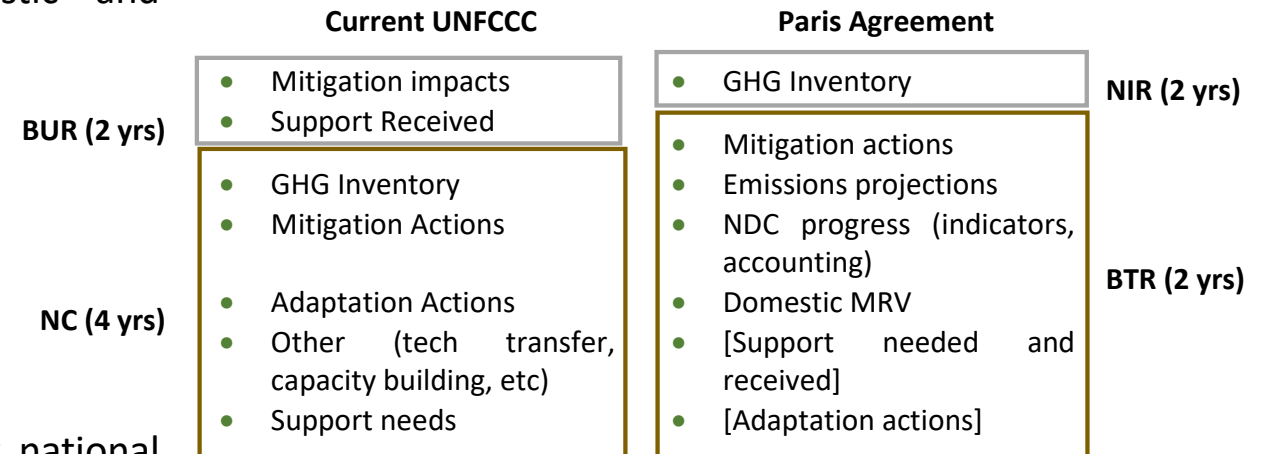 and
Current UNFCCC
Paris Agreement
BUR (2 yrs)
• Mitigation impacts
• Support Received
NC (4 yrs)
• GHG Inventory
• Mitigation Actions
• Adaptation Actions
• Other (tech transfer,
capacity building, etc)
• Support needs
• GHG Inventory
NIR (2 yrs)
• Mitigation actions
• Emissions projections
• NDC progress (indicators,
accounting)
• Domestic MRV
• [Support needed and
received]
• [Adaptation actions]
BTR (2 yrs)
national